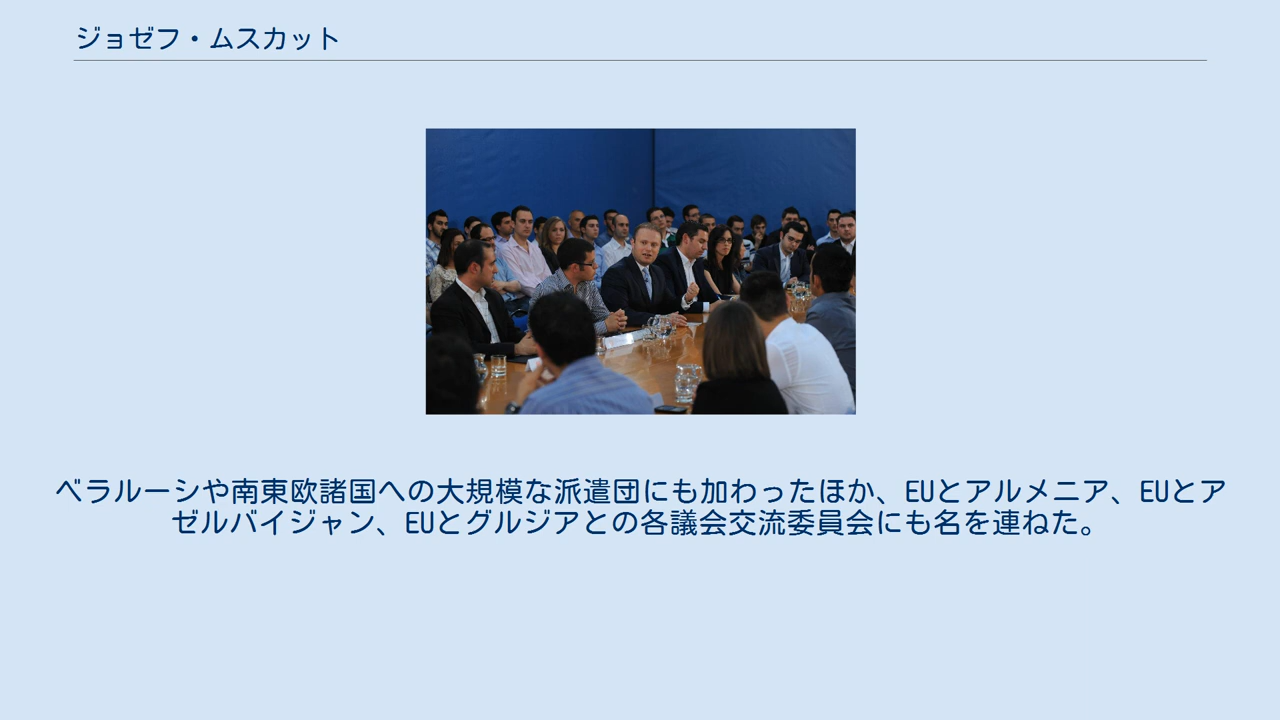 ジョゼフ・ムスカット
ベラルーシや南東欧諸国への大規模な派遣団にも加わったほか、EUとアルメニア、EUとア
ゼルバイジャン、EUとグルジアとの各議会交流委員会にも名を連ねた。